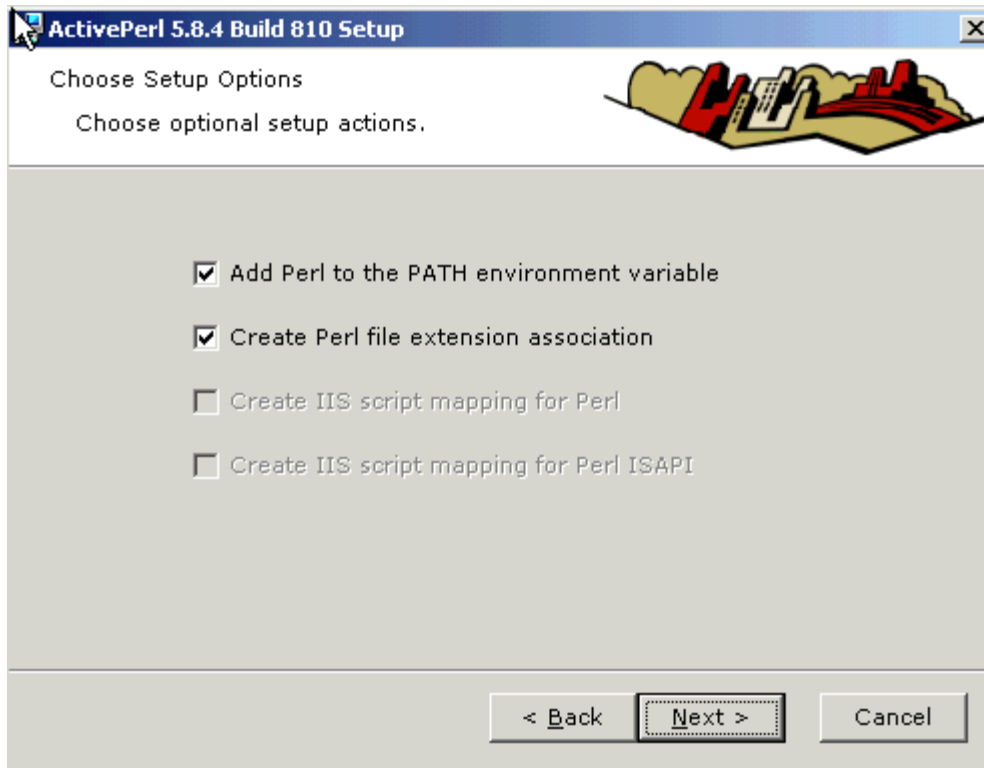 ActivePerl 5.8.4 Build 810 Setup
Choose Setup Options
Choose optional setup actions.
Add Perl to the PATH environment variable
Create Perl file extension association
Create IIS script mapping for Perl
Create IIS script mapping for Perl ISAPI
< Back Next > Cancel